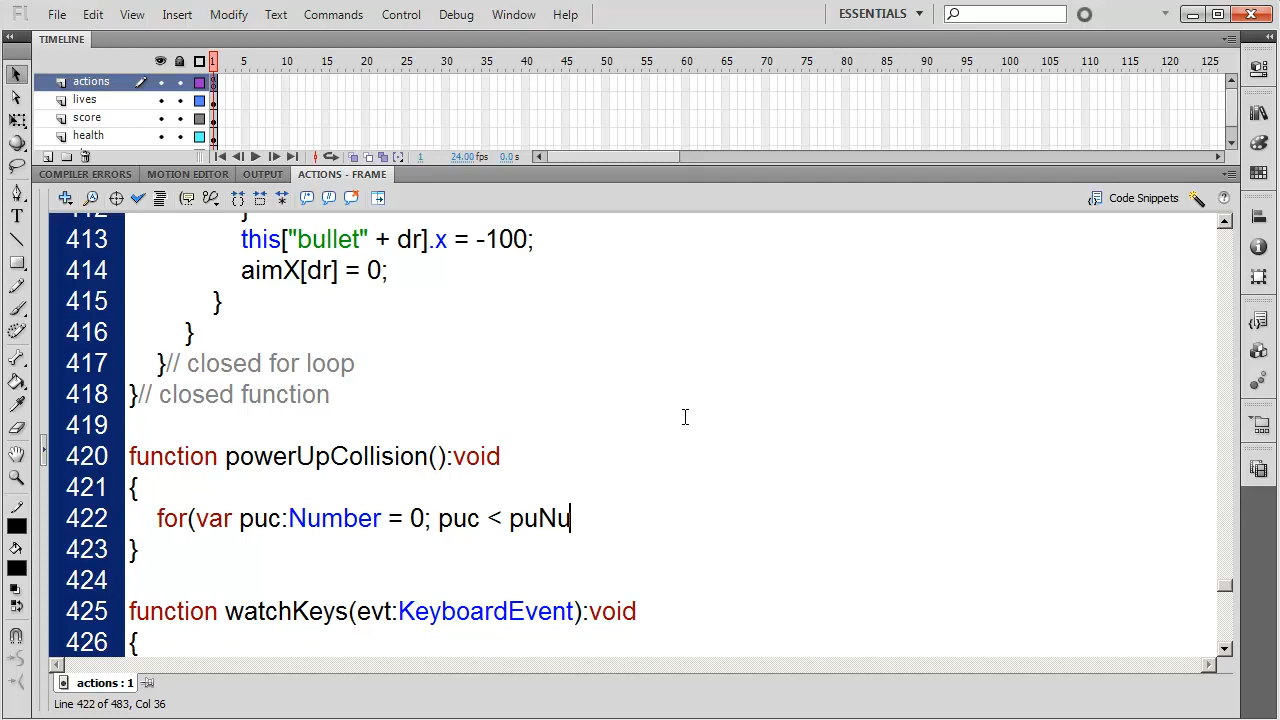 Fl File Edit View Insert Modify Text Commands Control Debug Window Help ESSENTIALS
TIMELINE
1 5 10 15 20 25 30 35 40 45 50 55 60 65 70 75 80 85 90 95 100 105 110 115 120 125
actions
lives
score
health
1 24.00 fps 0.0 s
COMPILER ERRORS MOTION EDITOR OUTPUT ACTIONS - FRAME
Code Snippets
412 }
413 this["bullet" + dr].x = -100;
414 aimX[dr] = 0;
415 }
416 }
417 }// closed for loop
418 }// closed function
419
420 function powerUpCollision():void
421 {
422 for(var puc:Number = 0; puc < puNu
423 }
424
425 function watchKeys(evt:KeyboardEvent):void
426 {
actions : 1
Line 422 of 483, Col 36